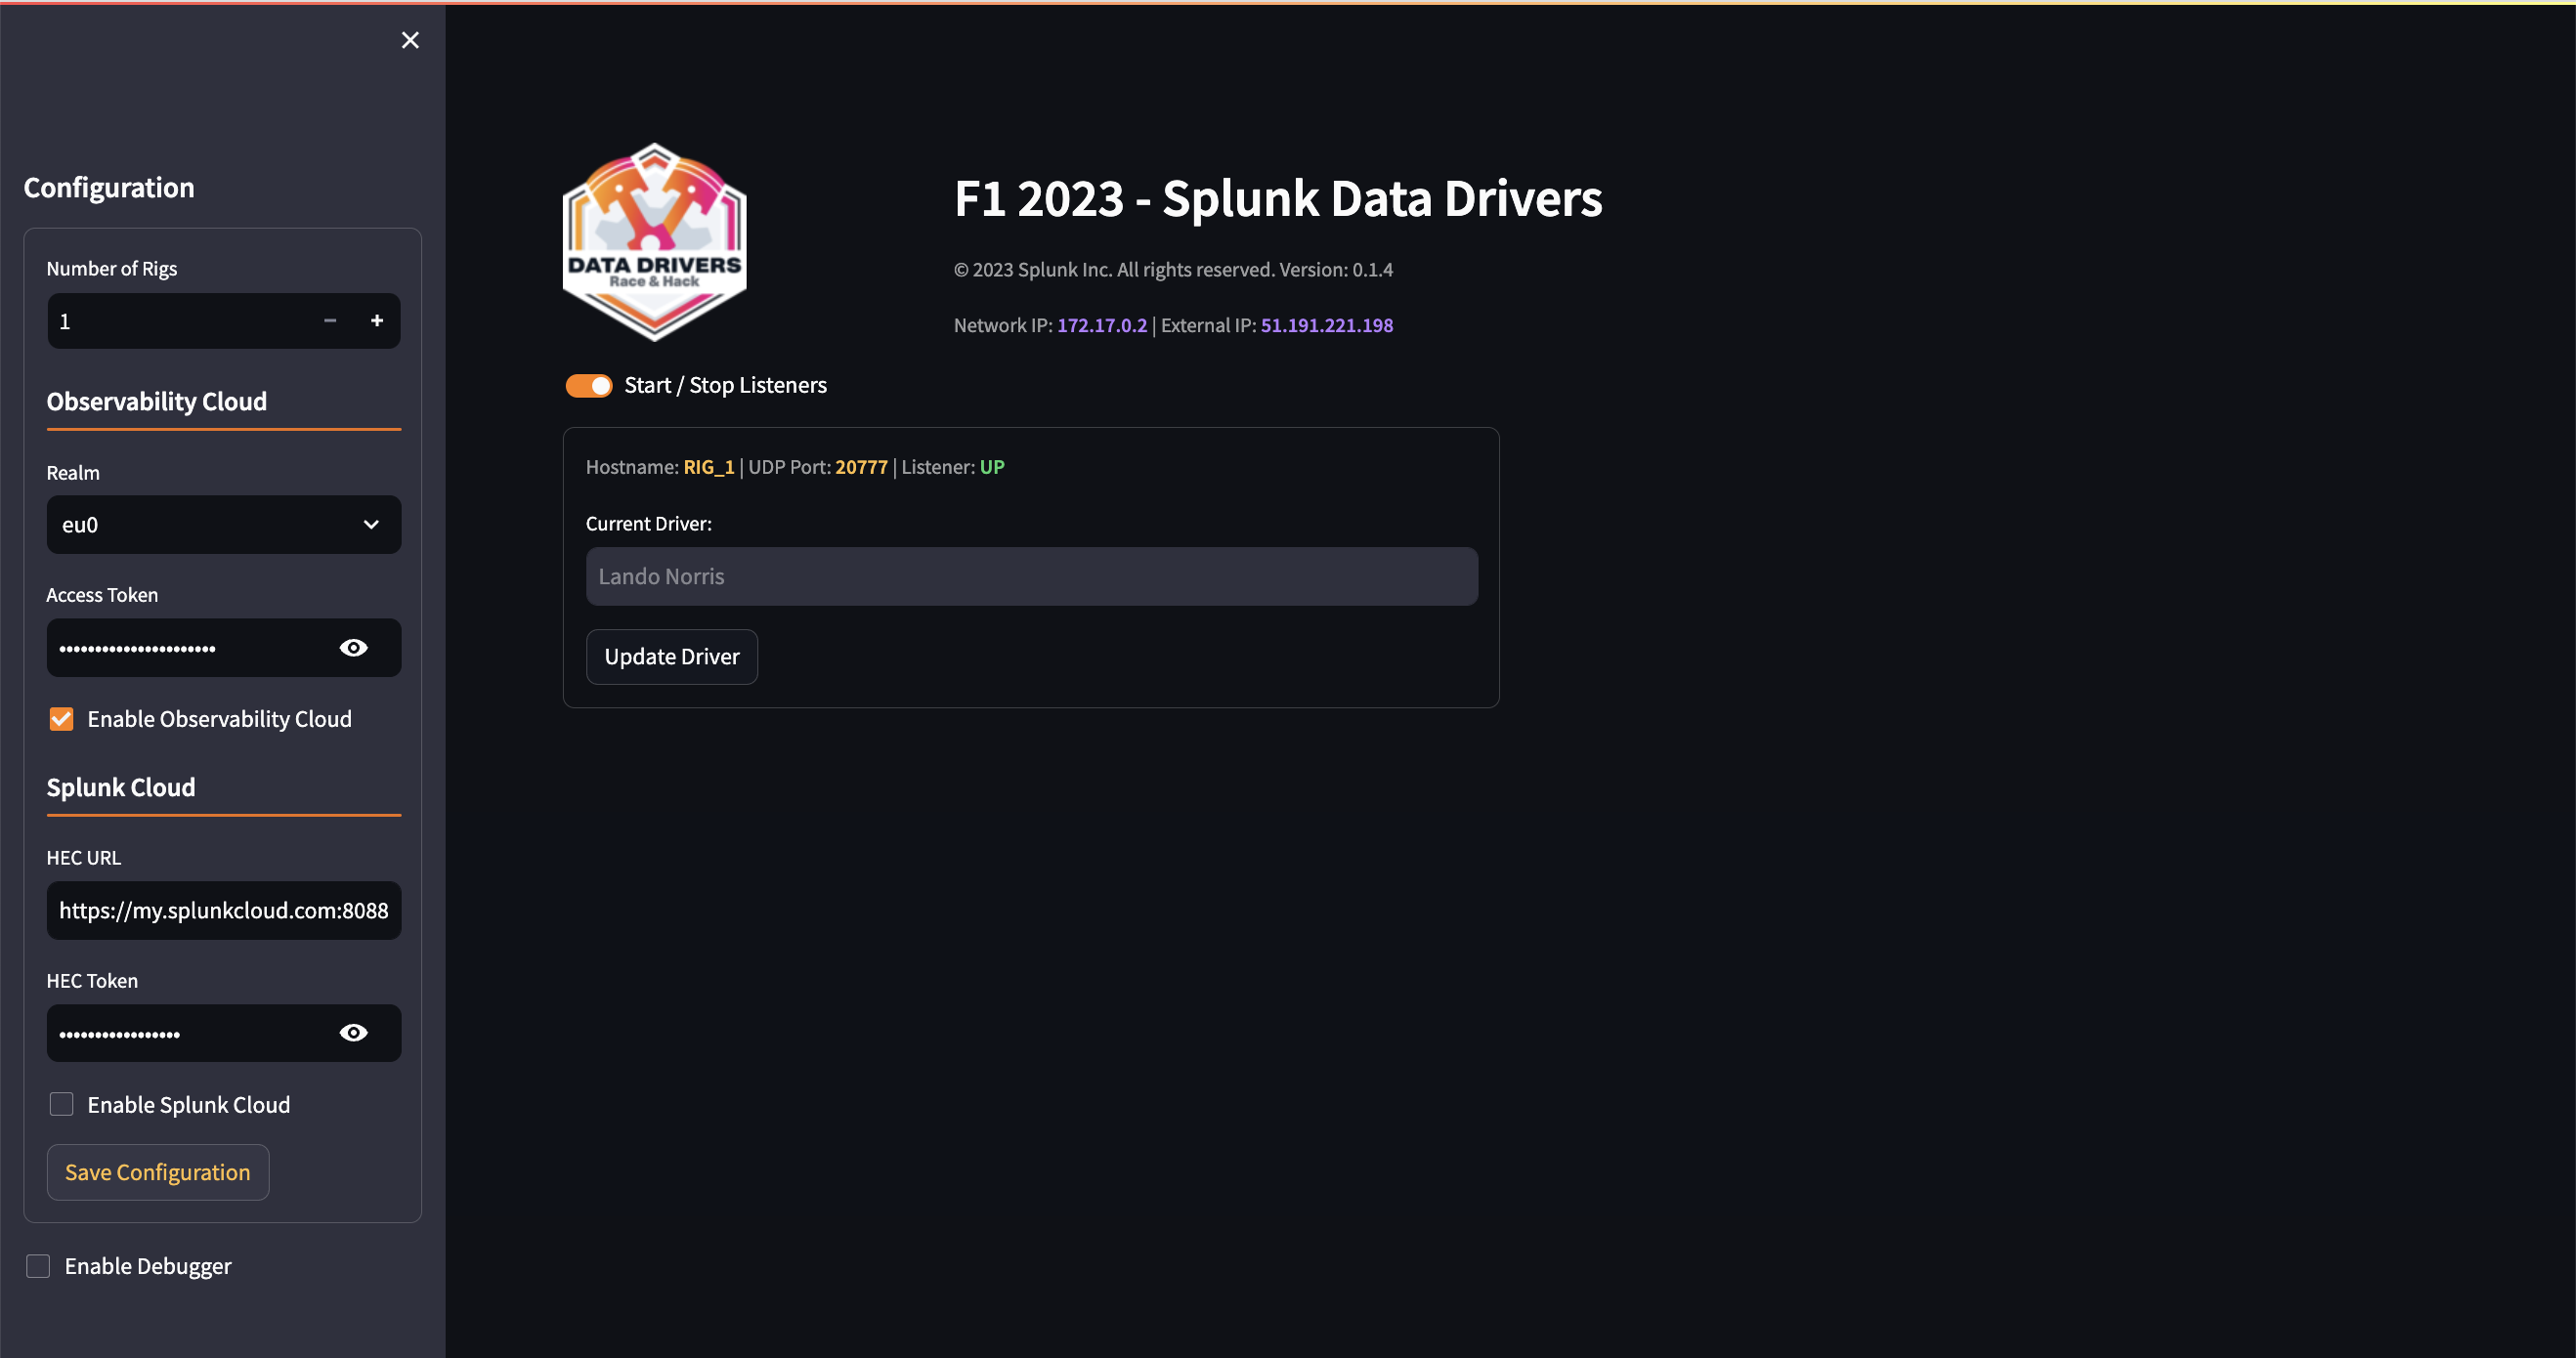 Configuration
Number of Rigs
1
Observability Cloud
Realm
eu0
Access Token
••••••••••••••••••••••
Enable Observability Cloud
Splunk Cloud
HEC URL
https://my.splunkcloud.com:8088
HEC Token
•••••••••••••••••
Enable Splunk Cloud
Save Configuration
Enable Debugger
DATA DRIVERS
Race & Hack
F1 2023 - Splunk Data Drivers
© 2023 Splunk Inc. All rights reserved. Version: 0.1.4
Network IP: 172.17.0.2 | External IP: 51.191.221.198
Start / Stop Listeners
Hostname: RIG_1 | UDP Port: 20777 | Listener: UP
Current Driver:
Lando Norris
Update Driver